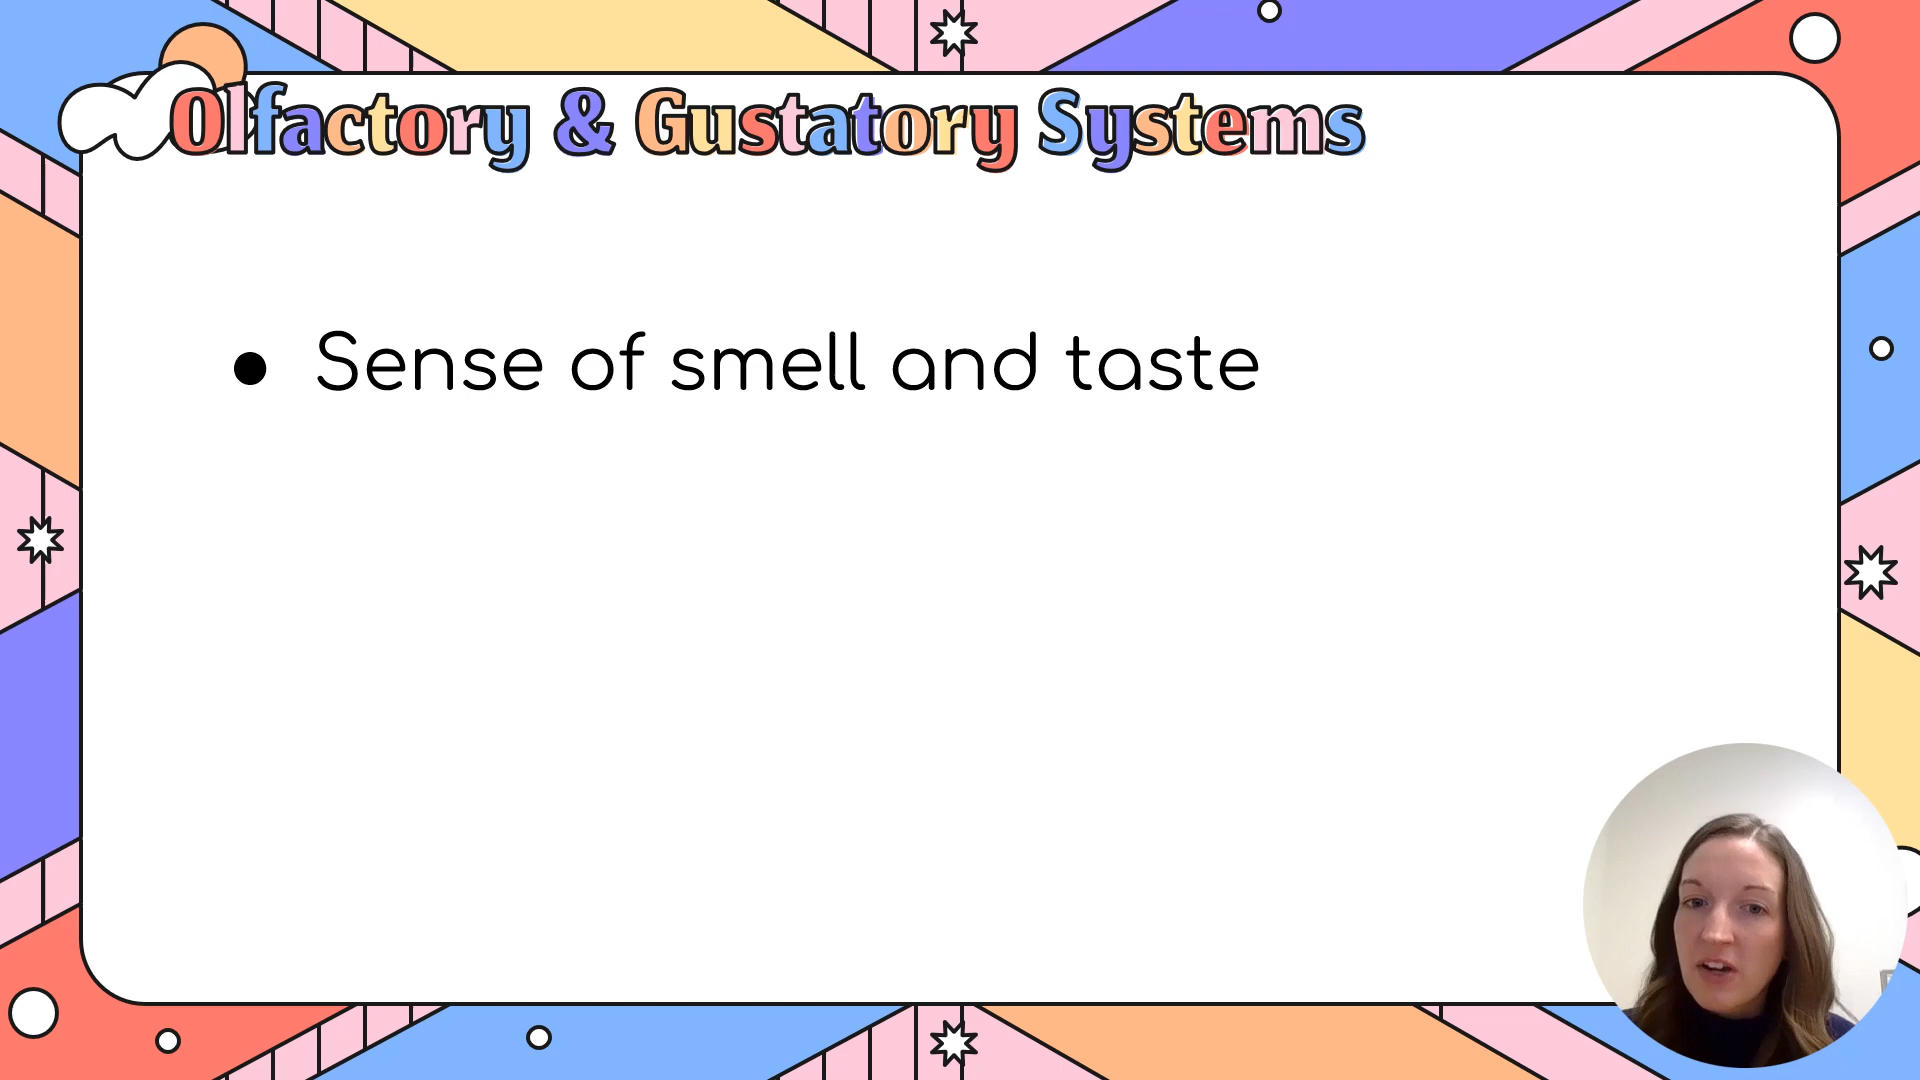 Olfactory & Gustatory Systems
● Sense of smell and taste